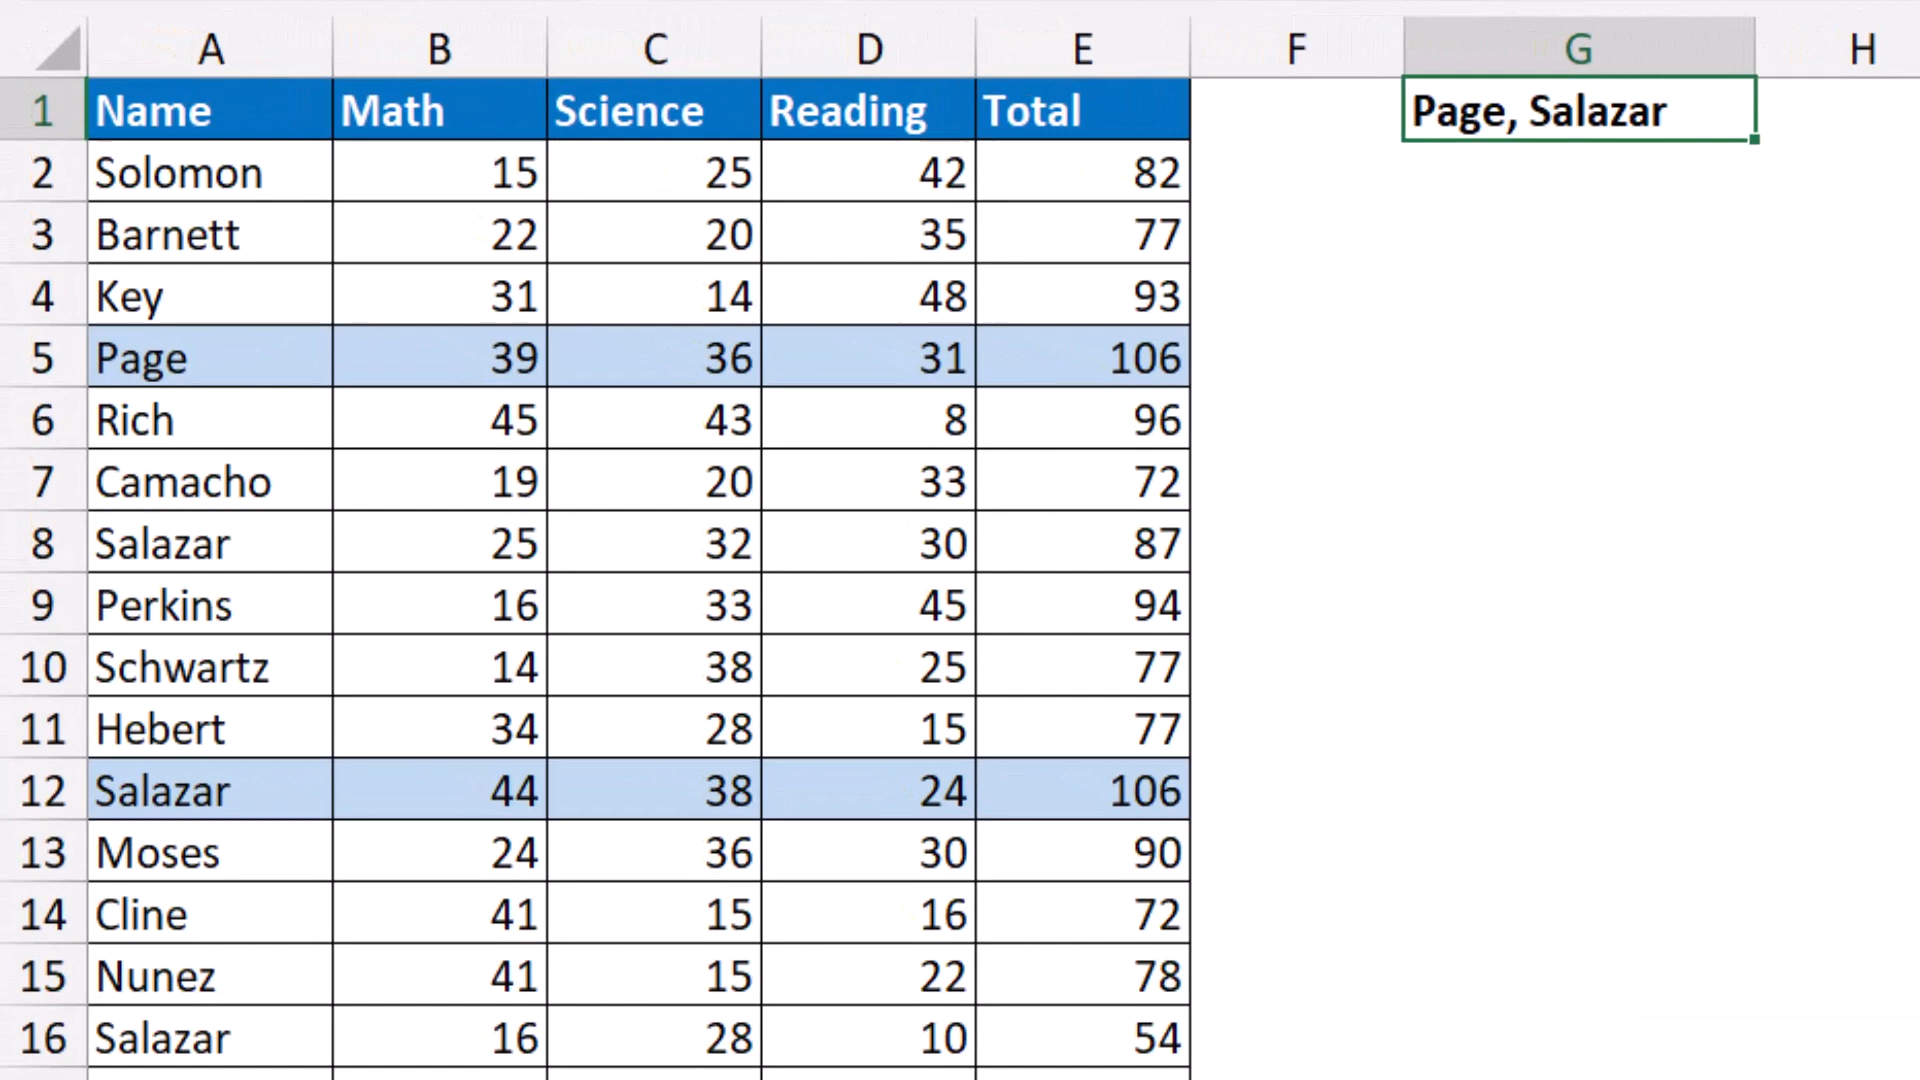 A B C D E F G H
1 Name Math Science Reading Total Page, Salazar
2 Solomon 15 25 42 82
3 Barnett 22 20 35 77
4 Key 31 14 48 93
5 Page 39 36 31 106
6 Rich 45 43 8 96
7 Camacho 19 20 33 72
8 Salazar 25 32 30 87
9 Perkins 16 33 45 94
10 Schwartz 14 38 25 77
11 Hebert 34 28 15 77
12 Salazar 44 38 24 106
13 Moses 24 36 30 90
14 Cline 41 15 16 72
15 Nunez 41 15 22 78
16 Salazar 16 28 10 54